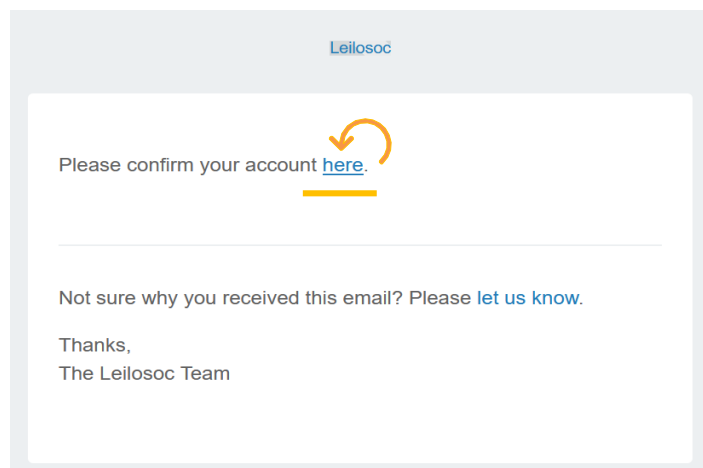 Leilosoc
Please confirm your account here.
Not sure why you received this email? Please let us know.
Thanks,
The Leilosoc Team